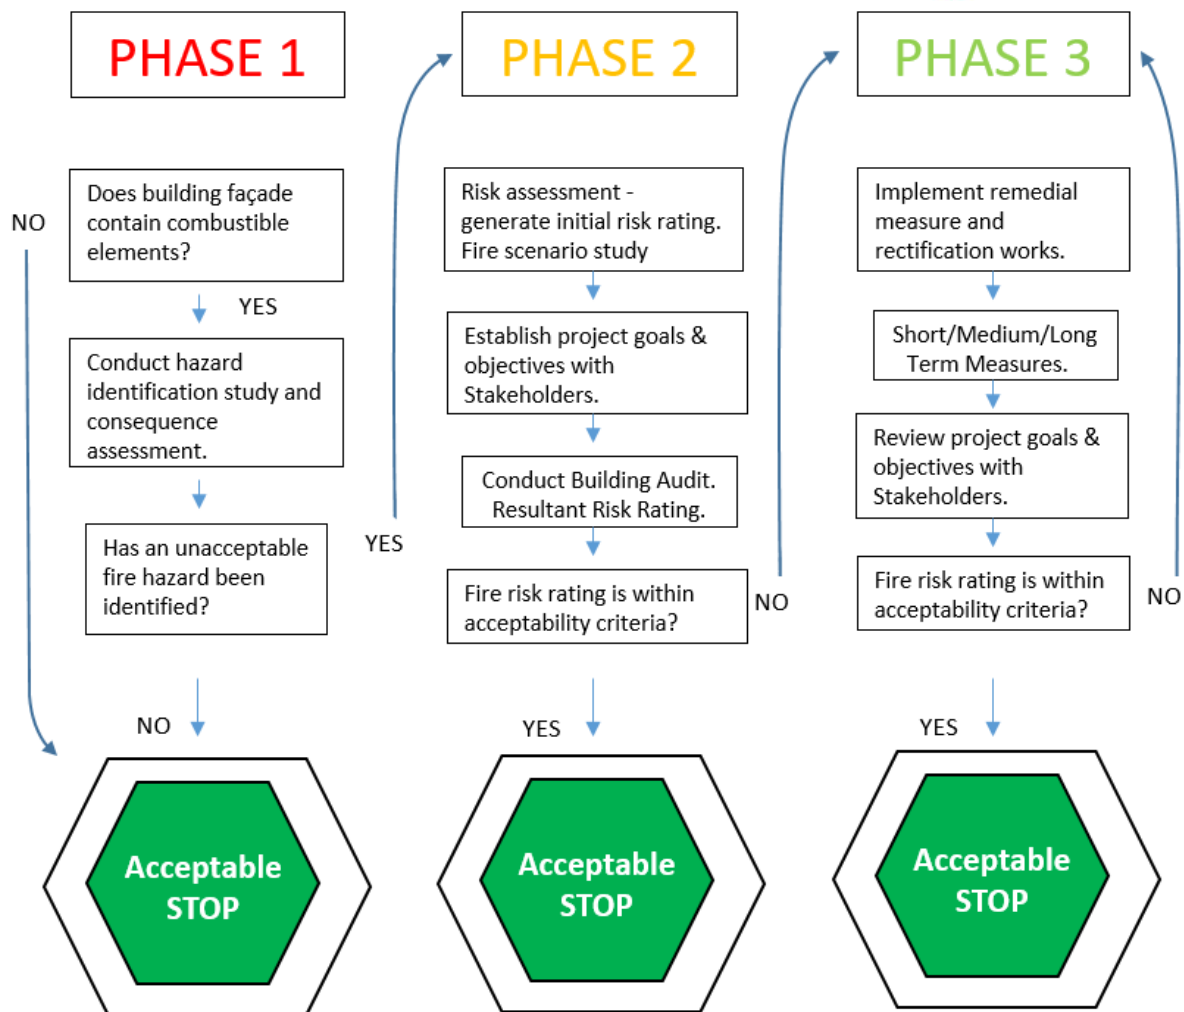 PHASE 1
Does building façade
contain combustible
elements?
NO
YES
Conduct hazard
identification study and
consequence
assessment.
Has an unacceptable
fire hazard been
identified?
YES
NO
Acceptable
STOP
PHASE 2
Risk assessment -
generate initial risk rating.
Fire scenario study
Establish project goals &
objectives with
Stakeholders.
Conduct Building Audit.
Resultant Risk Rating.
Fire risk rating is within
acceptability criteria?
NO
YES
Acceptable
STOP
PHASE 3
Implement remedial
measure and
rectification works.
Short/Medium/Long
Term Measures.
Review project goals &
objectives with
Stakeholders.
Fire risk rating is within
acceptability criteria?
NO
YES
Acceptable
STOP